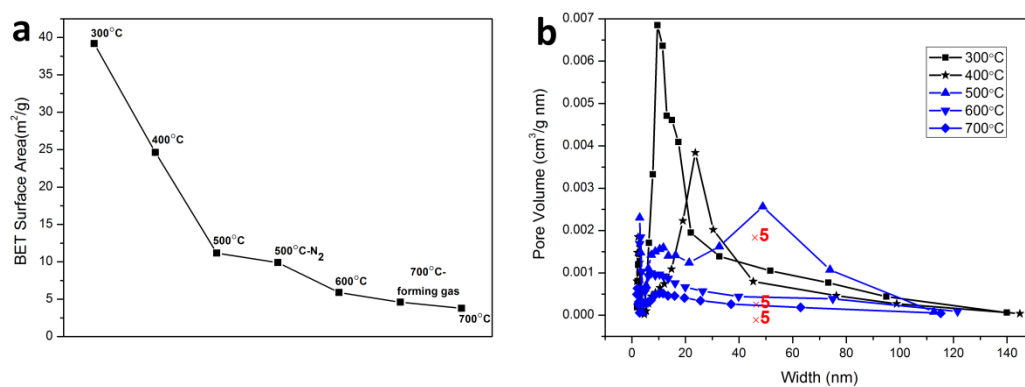 a
BET Surface Area(m²/g)
40
35
30
25
20
15
10
5
0
300°C
400°C
500°C
500°C-N₂
600°C
700°C-
forming gas
700°C
b
Pore Volume (cm³/g nm)
0.007
0.006
0.005
0.004
0.003
0.002
0.001
0.000
300°C
400°C
500°C
600°C
700°C
×5
×5
×5
0
20
40
60
80
100
120
140
Width (nm)